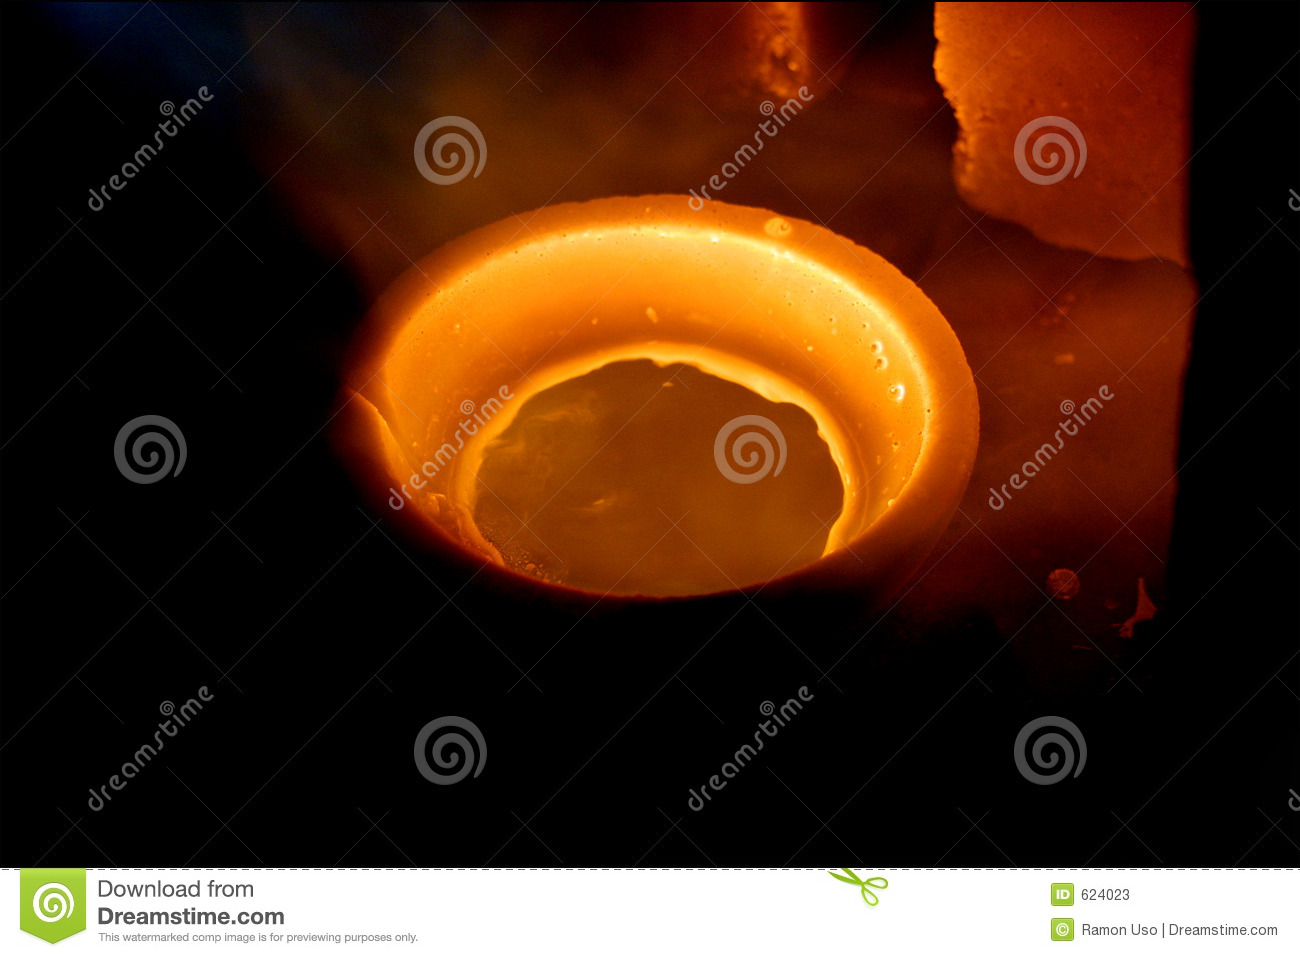 dreamstime
dreamstime
dreamstime
dreamstime
dreamstime
dreamstime
Download from
Dreamstime.com
This watermarked comp image is for previewing purposes only.
ID 624023
© Ramon Uso | Dreamstime.com